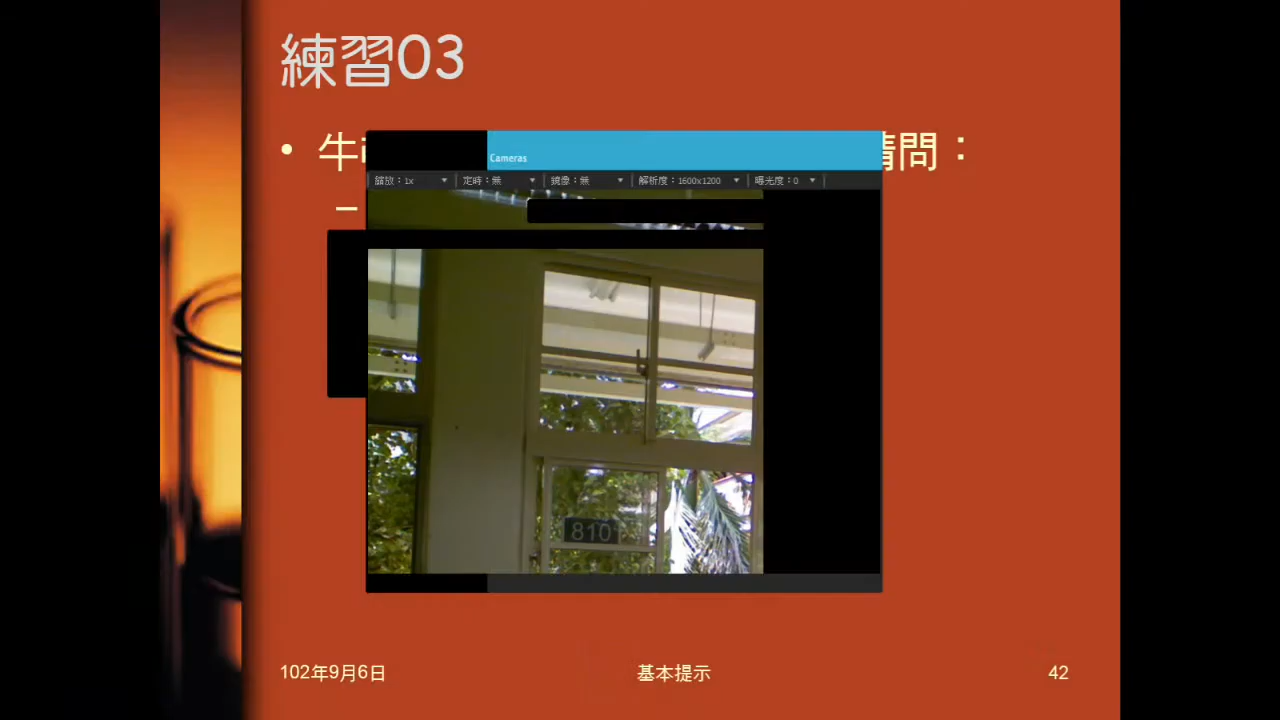 練習03
• 牛
請問：
–
Cameras
縮放：1x 定時：無 鏡像：無 解析度：1600x1200 曝光度：0
810
102年9月6日 基本提示 42